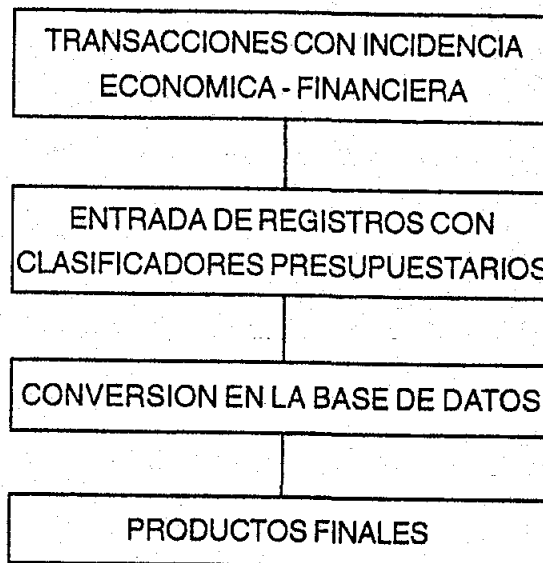 TRANSACCIONES CON INCIDENCIA
ECONOMICA - FINANCIERA
ENTRADA DE REGISTROS CON
CLASIFICADORES PRESUPUESTARIOS
CONVERSION EN LA BASE DE DATOS
PRODUCTOS FINALES